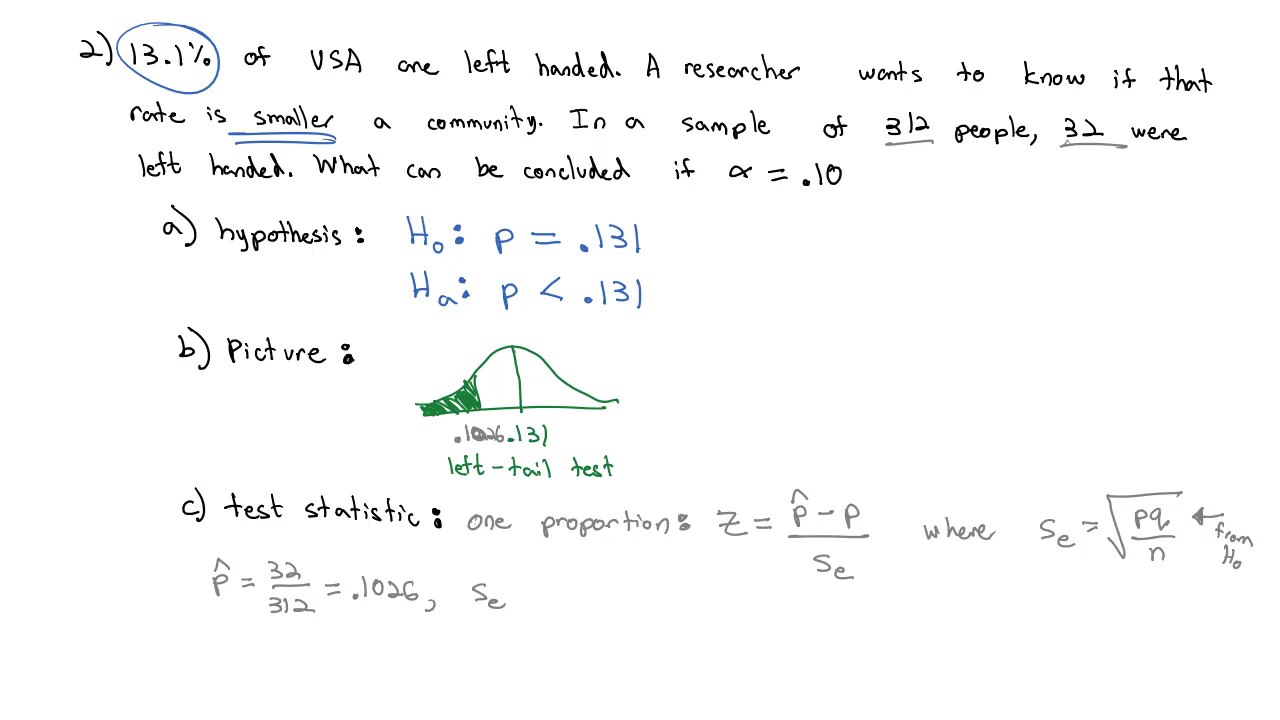 2) 13.1% of USA are left handed. A researcher wants to know if that
rate is smaller a community. In a sample of 312 people, 32 were
left handed. What can be concluded if α = .10
a) hypothesis: H₀: p = .131
Hₐ: p < .131
b) Picture:
.1026 .131
left-tail test
c) test statistic: one proportion: Z = (p̂ - p) / Sₑ where Sₑ = √(pq/n) ← from H₀
p̂ = 32/312 = .1026, Sₑ